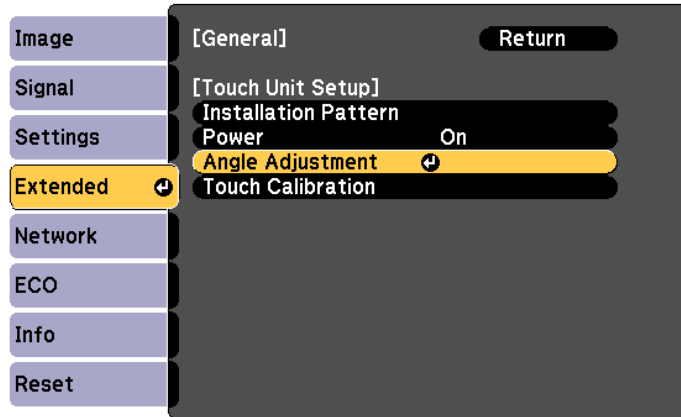 Image
Signal
Settings
Extended
Network
ECO
Info
Reset
[General] Return
[Touch Unit Setup]
Installation Pattern
Power On
Angle Adjustment
Touch Calibration